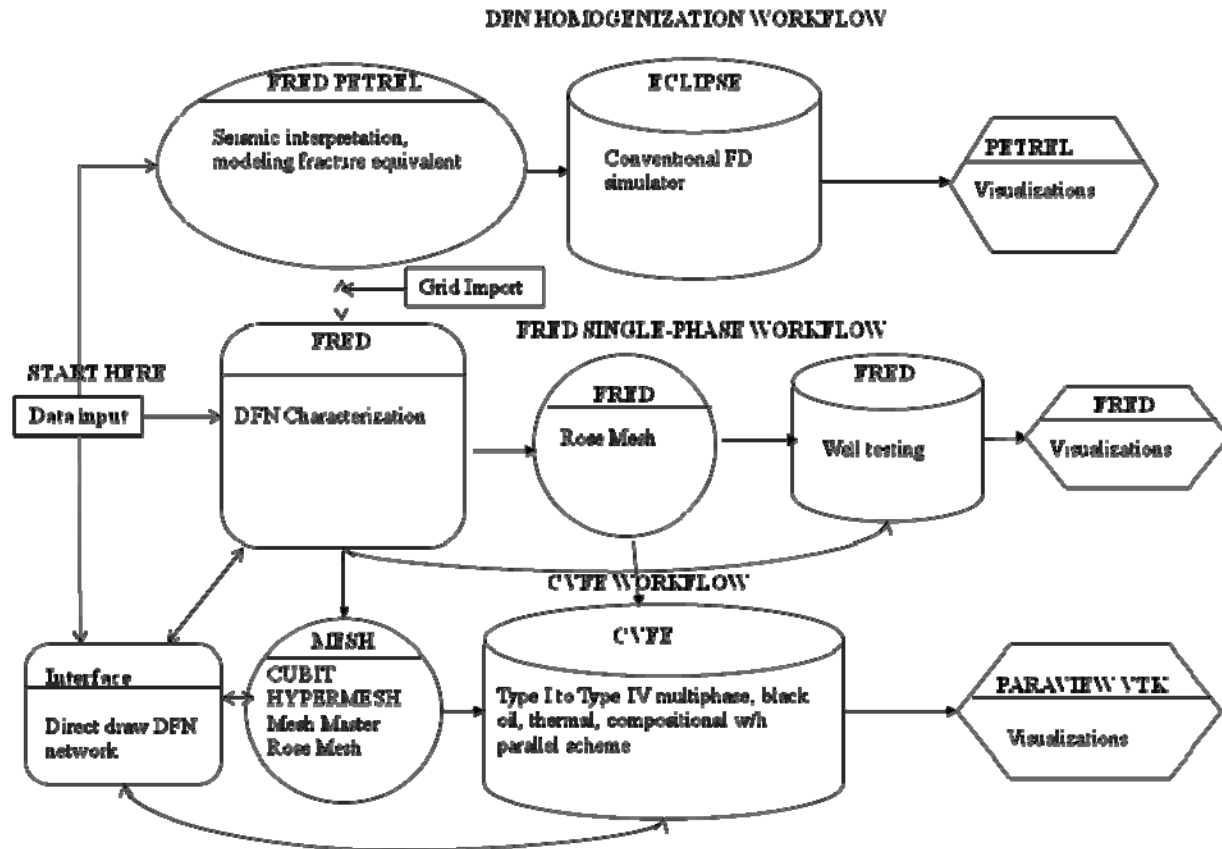 DFN HOMOGENIZATION WORKFLOW
FRED PETREL
Seismic interpretation,
modeling fracture equivalent
ECLIPSE
Conventional FD
simulator
PETREL
Visualizations
Grid Import
FRED SINGLE-PHASE WORKFLOW
START HERE
Data input
FRED
DFN Characterization
FRED
Rose Mesh
FRED
Well testing
FRED
Visualizations
CVFE WORKFLOW
Interface
Direct draw DFN
network
MESH
CUBIT
HYPERMESH
Mesh Master
Rose Mesh
CVFE
Type I to Type IV multiphase, black
oil, thermal, compositional w/h
parallel scheme
PARAVIEW VTK
Visualizations